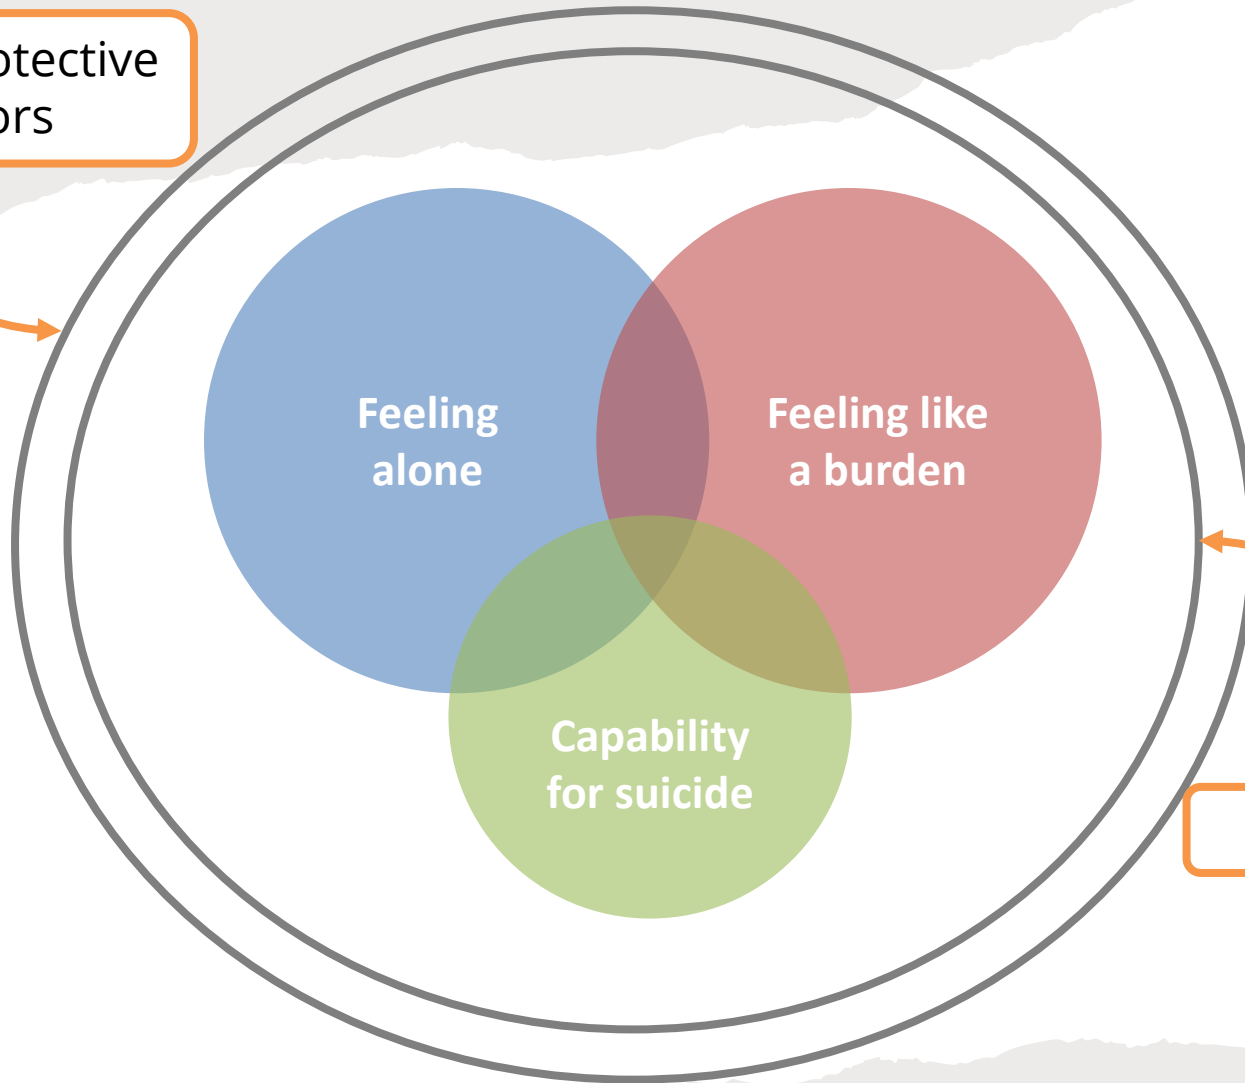 otective
ors
Feeling
alone
Feeling like
a burden
Capability
for suicide